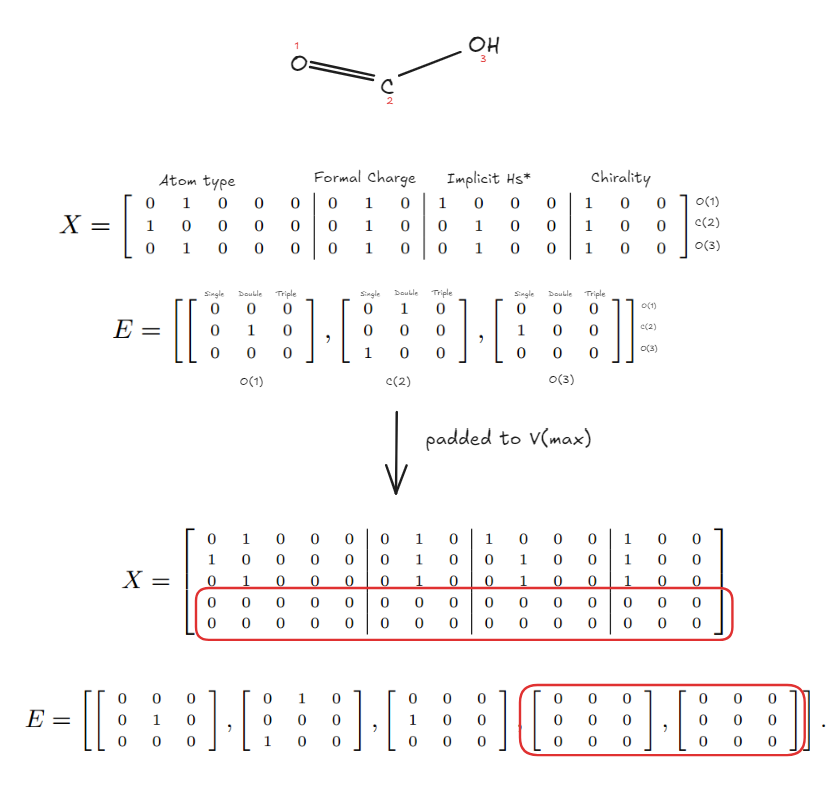 1
O
C
2
OH
3
Atom type Formal Charge Implicit Hs* Chirality
X =
0 1 0 0 0 | 0 1 0 | 1 0 0 0 | 1 0 0 O(1)
1 0 0 0 0 | 0 1 0 | 0 1 0 0 | 1 0 0 C(2)
0 1 0 0 0 | 0 1 0 | 0 1 0 0 | 1 0 0 O(3)
Single Double Triple Single Double Triple Single Double Triple
E =
0 0 0 0 1 0 0 0 0 O(1)
0 1 0 , 0 0 0 , 1 0 0 C(2)
0 0 0 1 0 0 0 0 0 O(3)
O(1) C(2) O(3)
padded to V(max)
X =
0 1 0 0 0 | 0 1 0 | 1 0 0 0 | 1 0 0
1 0 0 0 0 | 0 1 0 | 0 1 0 0 | 1 0 0
0 1 0 0 0 | 0 1 0 | 0 1 0 0 | 1 0 0
0 0 0 0 0 | 0 0 0 | 0 0 0 0 | 0 0 0
0 0 0 0 0 | 0 0 0 | 0 0 0 0 | 0 0 0
E =
0 0 0 0 1 0 0 0 0 0 0 0 0 0 0
0 1 0 , 0 0 0 , 1 0 0 0 0 0 , 0 0 0 .
0 0 0 1 0 0 0 0 0 0 0 0 0 0 0